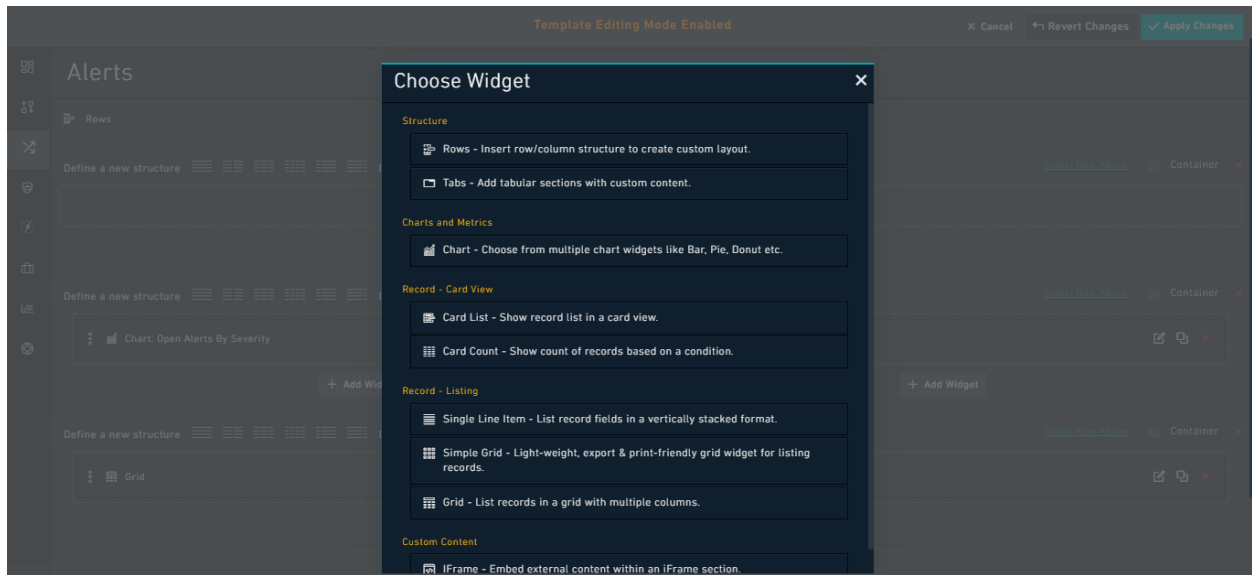 Template Editing Mode Enabled
Cancel
Revert Changes
Apply Changes
Alerts
Rows
Define a new structure
Insert Row Above
Container
Define a new structure
Insert Row Above
Container
Chart: Open Alerts By Severity
+ Add Wid
+ Add Widget
Define a new structure
Insert Row Above
Container
Grid
Choose Widget
Structure
Rows - Insert row/column structure to create custom layout.
Tabs - Add tabular sections with custom content.
Charts and Metrics
Chart - Choose from multiple chart widgets like Bar, Pie, Donut etc.
Record - Card View
Card List - Show record list in a card view.
Card Count - Show count of records based on a condition.
Record - Listing
Single Line Item - List record fields in a vertically stacked format.
Simple Grid - Light-weight, export & print-friendly grid widget for listing
records.
Grid - List records in a grid with multiple columns.
Custom Content
IFrame - Embed external content within an iFrame section.